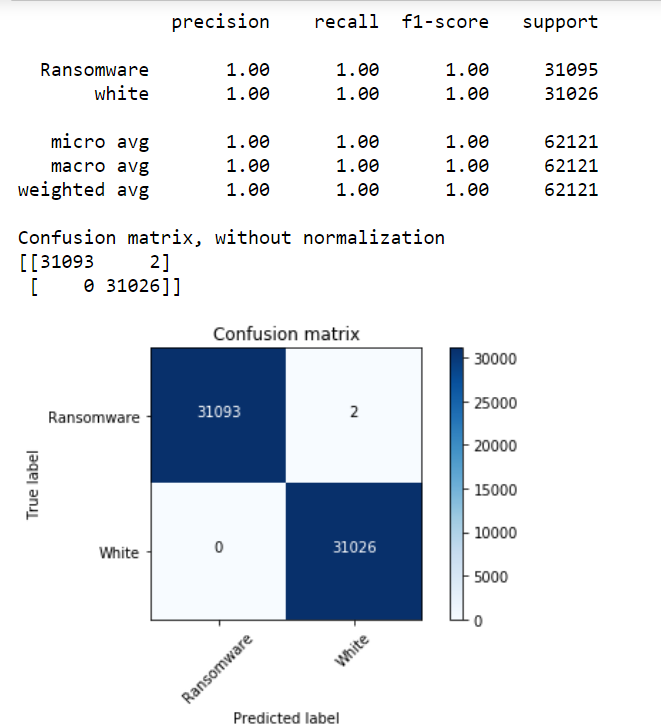 precision recall f1-score support
Ransomware 1.00 1.00 1.00 31095
white 1.00 1.00 1.00 31026
micro avg 1.00 1.00 1.00 62121
macro avg 1.00 1.00 1.00 62121
weighted avg 1.00 1.00 1.00 62121
Confusion matrix, without normalization
[[31093 2]
[ 0 31026]]
Confusion matrix
Ransomware 31093 2
White 0 31026
True label
Ransomware White
Predicted label
30000
25000
20000
15000
10000
5000
0